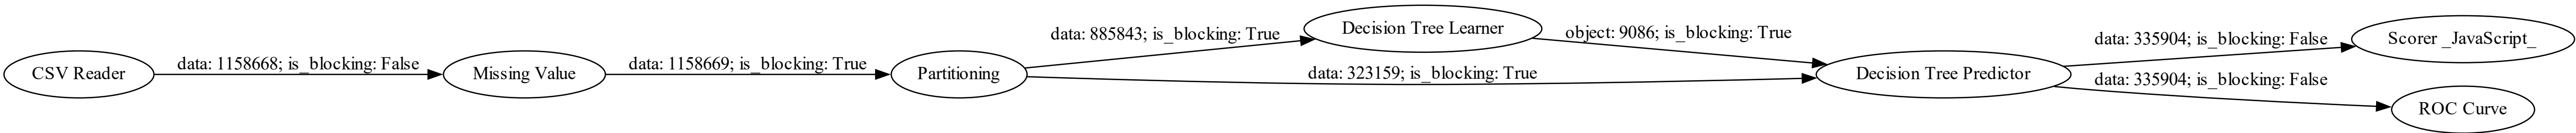 CSV Reader
data: 1158668; is_blocking: False
Missing Value
data: 1158669; is_blocking: True
Partitioning
data: 885843; is_blocking: True
Decision Tree Learner
object: 9086; is_blocking: True
data: 323159; is_blocking: True
Decision Tree Predictor
data: 335904; is_blocking: False
Scorer _JavaScript_
data: 335904; is_blocking: False
ROC Curve